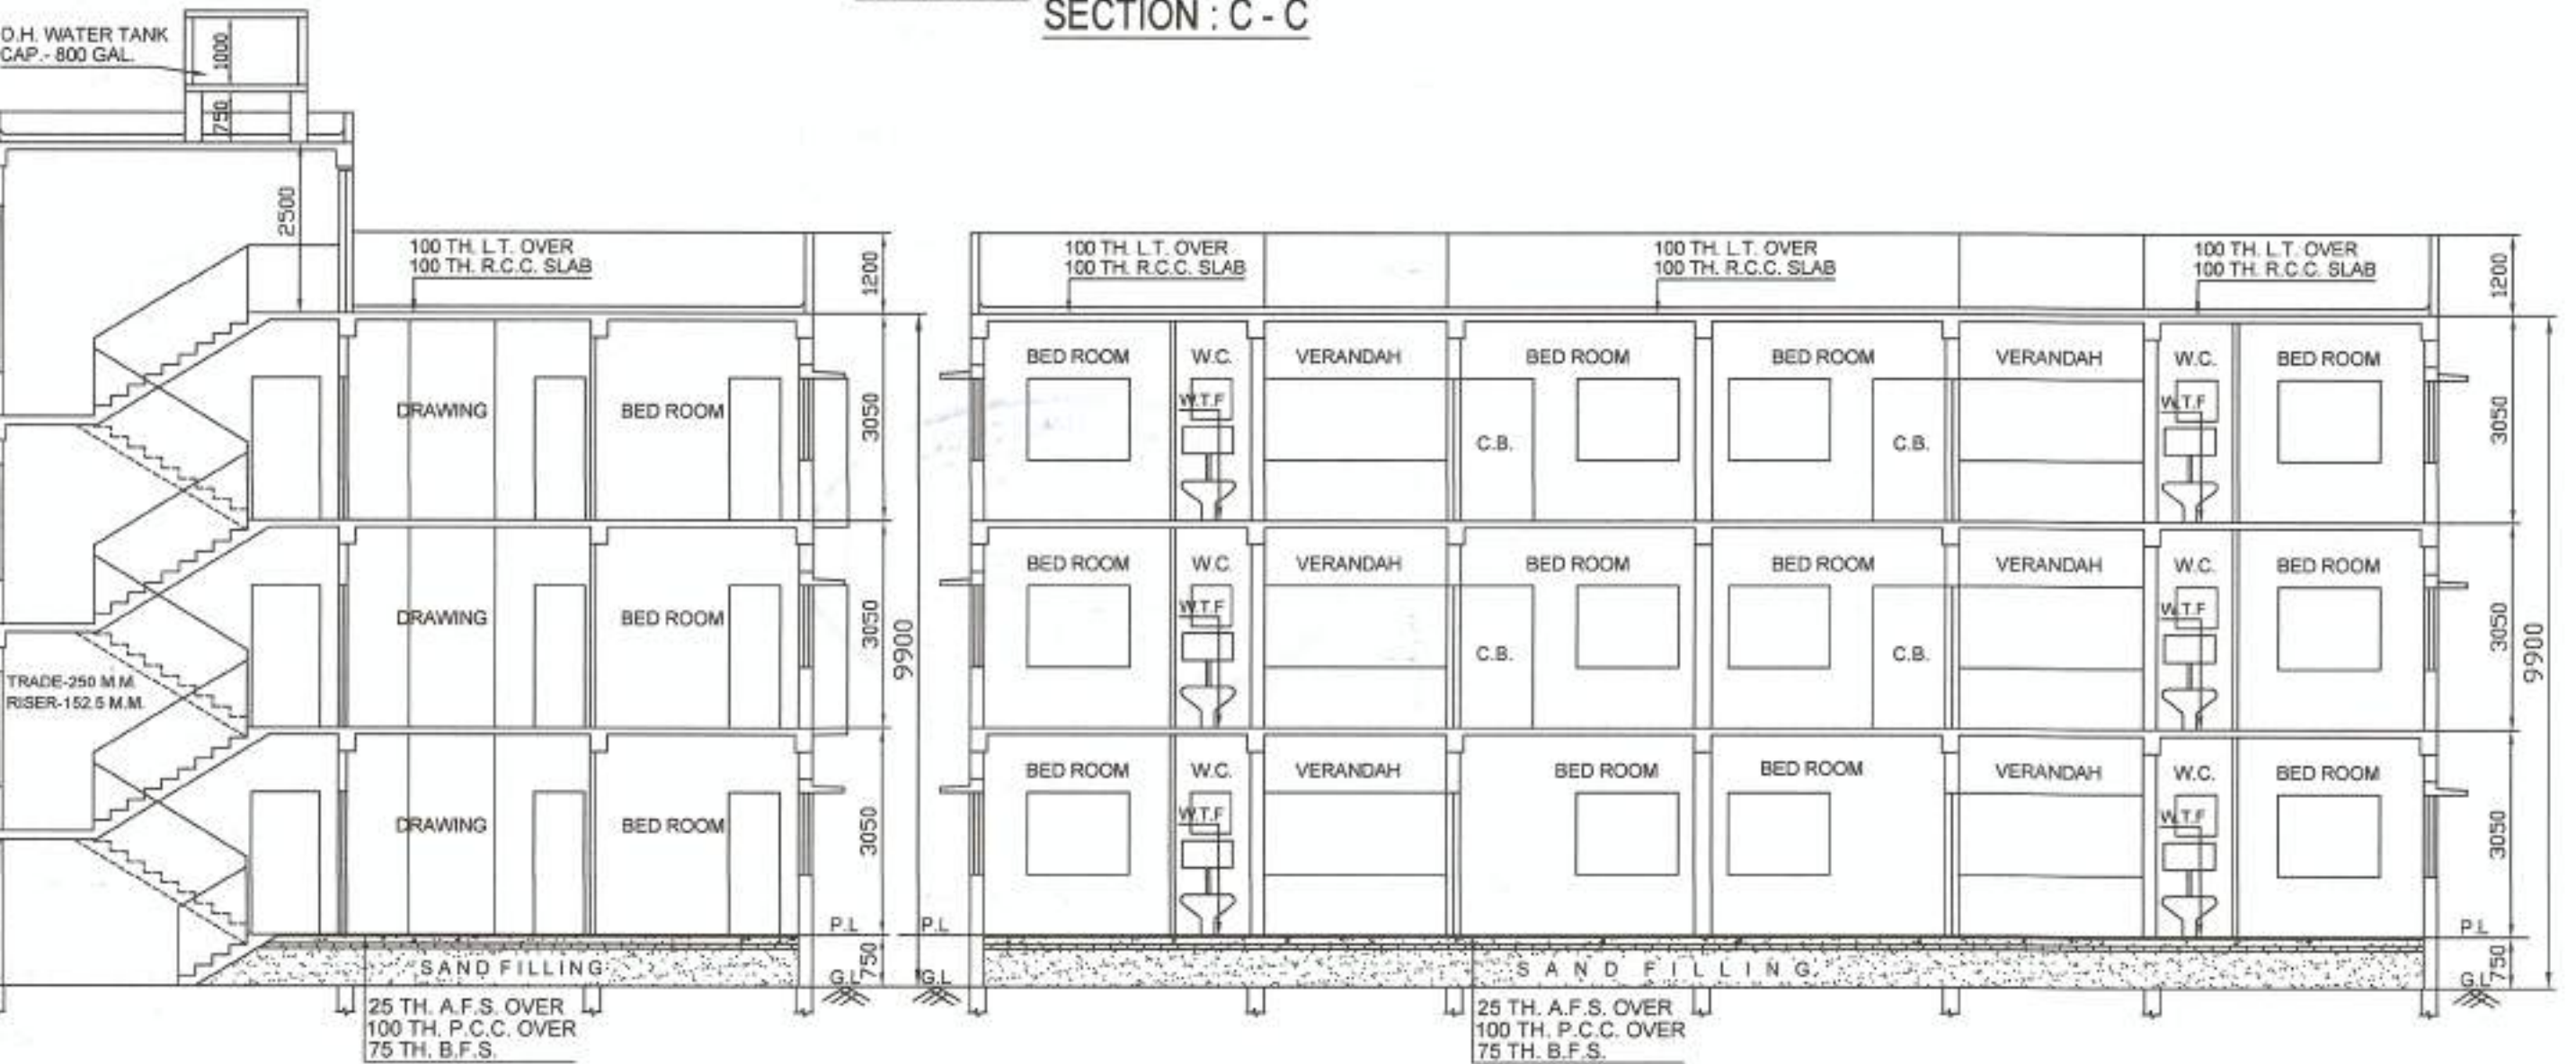 SECTION : C - C
O.H. WATER TANK
CAP.- 800 GAL.
1000
750
2500
100 TH. L.T. OVER
100 TH. R.C.C. SLAB
1200
DRAWING
BED ROOM
3050
DRAWING
BED ROOM
3050
9900
TRADE-250 M.M.
RISER-152.5 M.M.
DRAWING
BED ROOM
3050
P.L
P.L
SAND FILLING
750
G.L
G.L
25 TH. A.F.S. OVER
100 TH. P.C.C. OVER
75 TH. B.F.S.
100 TH. L.T. OVER
100 TH. R.C.C. SLAB
100 TH. L.T. OVER
100 TH. R.C.C. SLAB
100 TH. L.T. OVER
100 TH. R.C.C. SLAB
1200
BED ROOM
W.C.
VERANDAH
BED ROOM
BED ROOM
VERANDAH
W.C.
BED ROOM
W.T.F
W.T.F
C.B.
C.B.
3050
BED ROOM
W.C.
VERANDAH
BED ROOM
BED ROOM
VERANDAH
W.C.
BED ROOM
W.T.F
W.T.F
C.B.
C.B.
3050
9900
BED ROOM
W.C.
VERANDAH
BED ROOM
BED ROOM
VERANDAH
W.C.
BED ROOM
W.T.F
W.T.F
3050
P.L
SAND FILLING
750
G.L
25 TH. A.F.S. OVER
100 TH. P.C.C. OVER
75 TH. B.F.S.